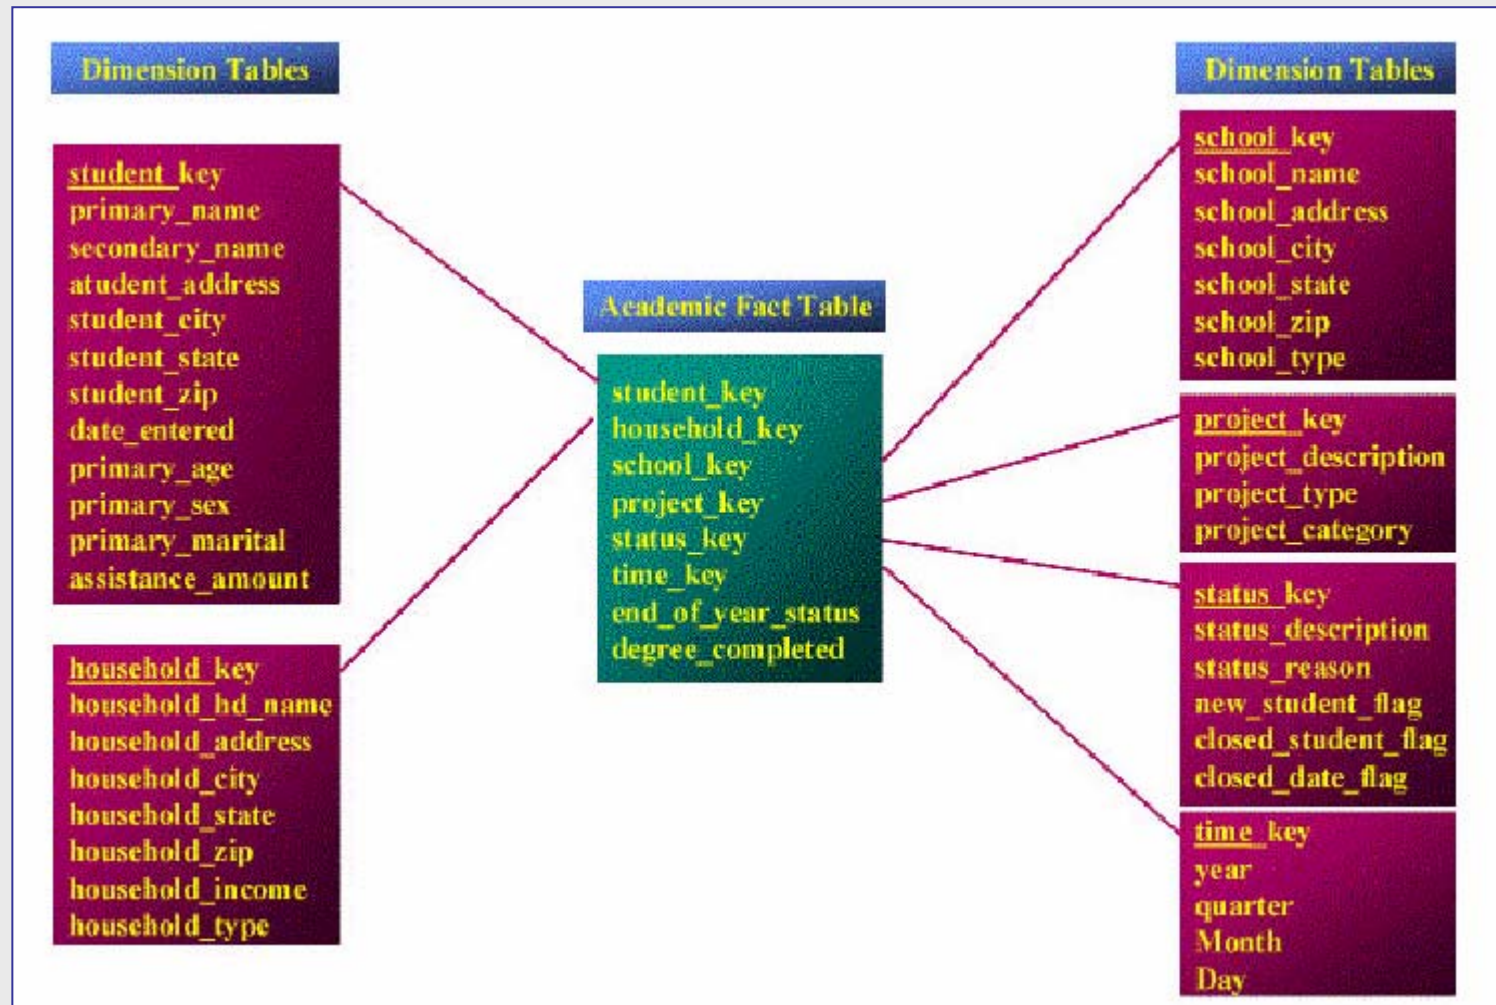 Dimension Tables
student_key
primary_name
secondary_name
atudent_address
student_city
student_state
student_zip
date_entered
primary_age
primary_sex
primary_marital
assistance_amount
household_key
household_hd_name
household_address
household_city
household_state
household_zip
household_income
household_type
Academic Fact Table
student_key
household_key
school_key
project_key
status_key
time_key
end_of_year_status
degree_completed
Dimension Tables
school_key
school_name
school_address
school_city
school_state
school_zip
school_type
project_key
project_description
project_type
project_category
status_key
status_description
status_reason
new_student_flag
closed_student_flag
closed_date_flag
time_key
year
quarter
Month
Day